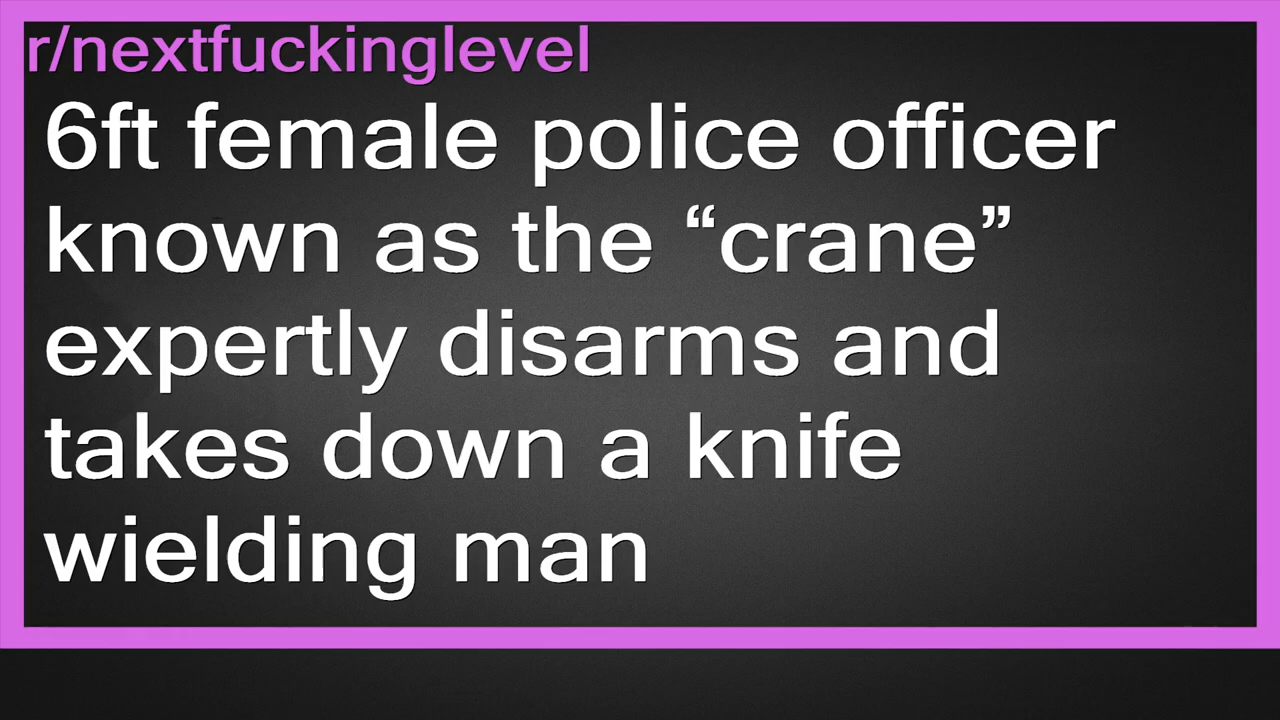 r/nextfuckinglevel
6ft female police officer
known as the “crane”
expertly disarms and
takes down a knife
wielding man